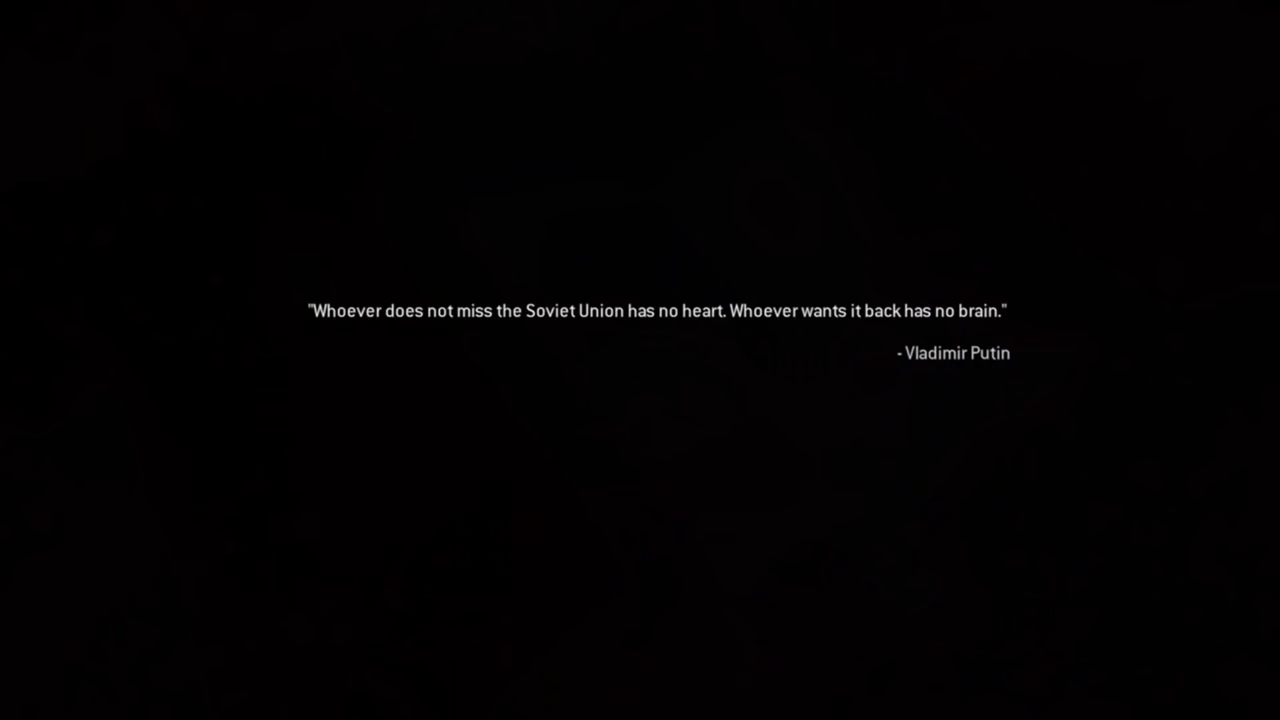 "Whoever does not miss the Soviet Union has no heart. Whoever wants it back has no brain."
- Vladimir Putin